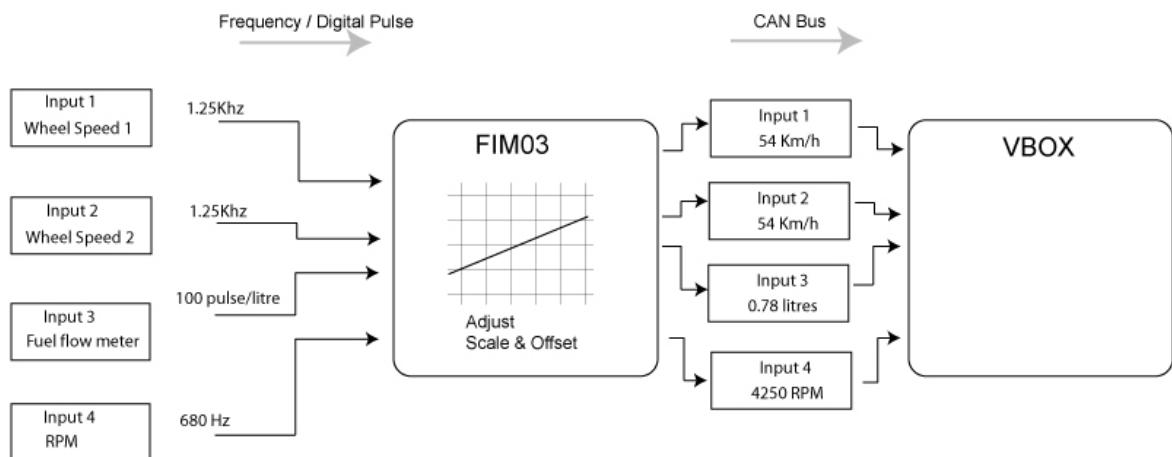 Frequency / Digital Pulse
CAN Bus
Input 1
Wheel Speed 1
1.25Khz
Input 2
Wheel Speed 2
1.25Khz
100 pulse/litre
Input 3
Fuel flow meter
Input 4
RPM
680 Hz
FIM03
Adjust
Scale & Offset
Input 1
54 Km/h
Input 2
54 Km/h
Input 3
0.78 litres
Input 4
4250 RPM
VBOX